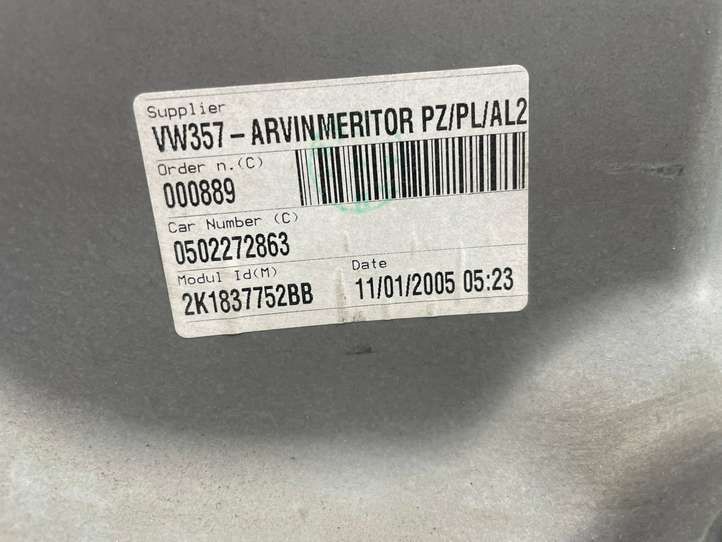 Supplier
VW357-ARVINMERITOR PZ/PL/AL2
Order n.(C)
000889
Car Number (C)
0502272863
Modul Id(M)
2K1837752BB
Date
11/01/2005 05:23